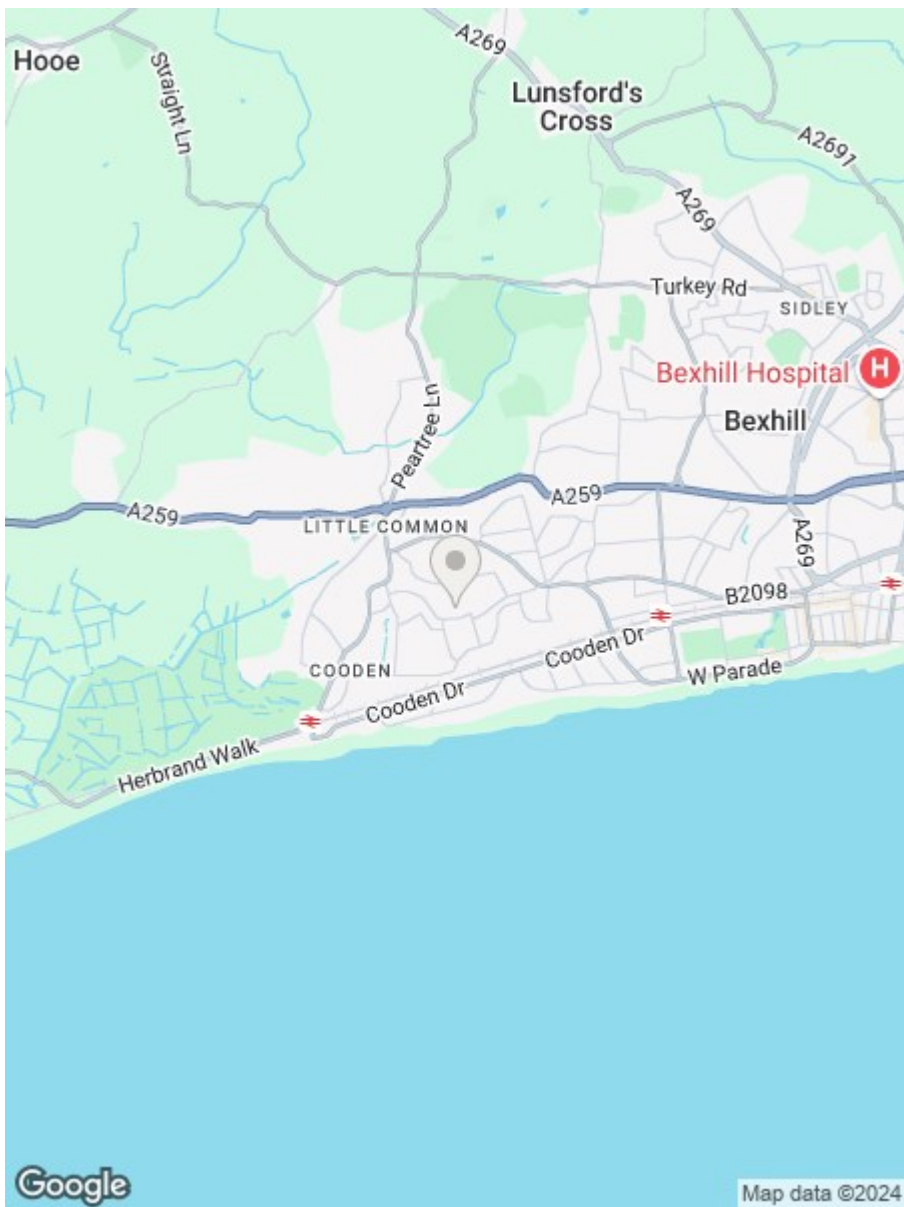 Hooe
Straight Ln
A269
Lunsford's
Cross
A2691
A269
Turkey Rd
SIDLEY
Bexhill Hospital
H
Bexhill
Peartree Ln
A259
A259
LITTLE COMMON
A269
B2098
COODEN
Cooden Dr
Cooden Dr
W Parade
Herbrand Walk
Google
Map data ©2024